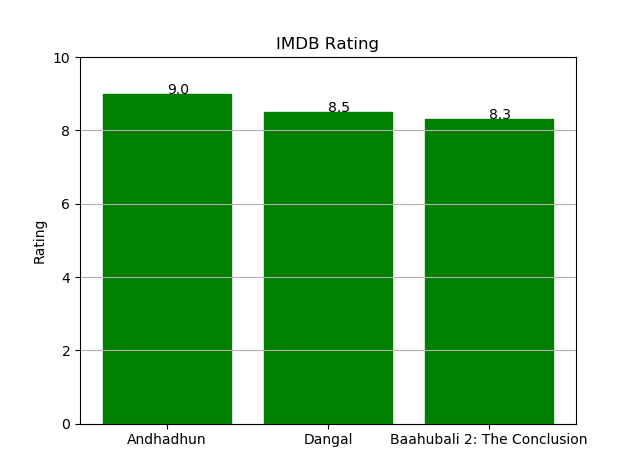 IMDB Rating
10
9.0
8.5
8.3
8
6
Rating
4
2
0
Andhadhun
Dangal
Baahubali 2: The Conclusion